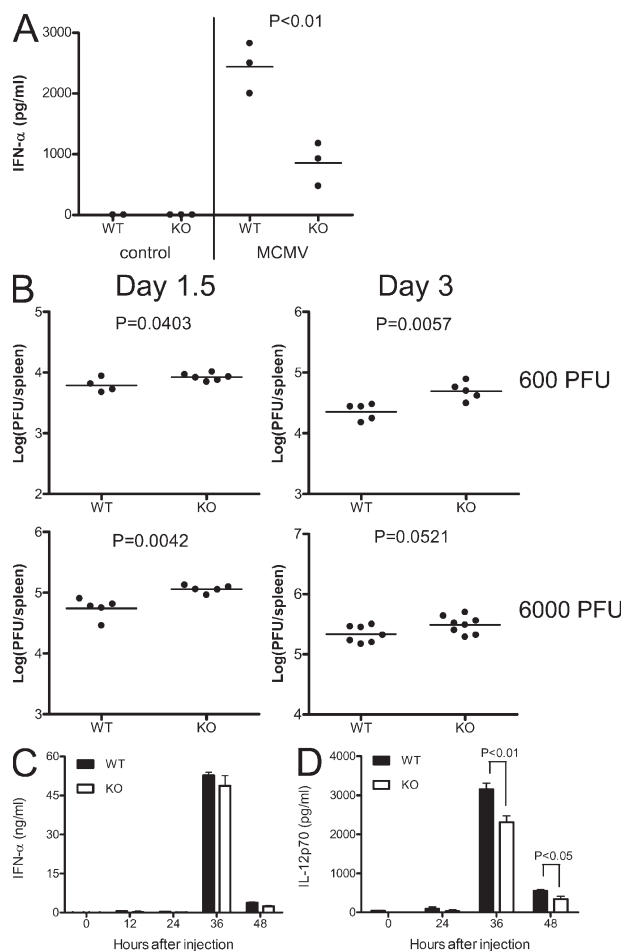 A
P<0.01
3000
2000
1000
0
IFN-α (pg/ml)
WT KO WT KO
control MCMV
B
Day 1.5 Day 3
P=0.0403
5
4
3
2
Log(PFU/spleen)
WT KO
P=0.0057
6
5
4
3
Log(PFU/spleen)
WT KO
600 PFU
P=0.0042
6
5
4
3
Log(PFU/spleen)
WT KO
P=0.0521
7
6
5
4
Log(PFU/spleen)
WT KO
6000 PFU
C
WT
KO
60
45
30
15
0
IFN-α (ng/ml)
0 12 24 36 48
Hours after injection
D
WT
KO
P<0.01
P<0.05
4000
3000
2000
1000
0
IL-12p70 (pg/ml)
0 24 36 48
Hours after injection